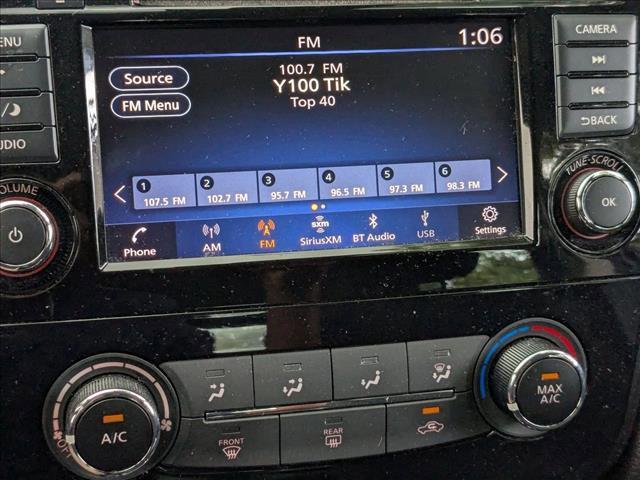 FM
1:06
Source
FM Menu
100.7 FM
Y100 Tik
Top 40
1
107.5 FM
2
102.7 FM
3
95.7 FM
4
96.5 FM
5
97.3 FM
6
98.3 FM
Phone
AM
FM
sxm
SiriusXM
BT Audio
USB
Settings
CAMERA
BACK
TUNE·SCROLL
OK
VOLUME
A/C
OFF
FRONT
REAR
MAX
A/C